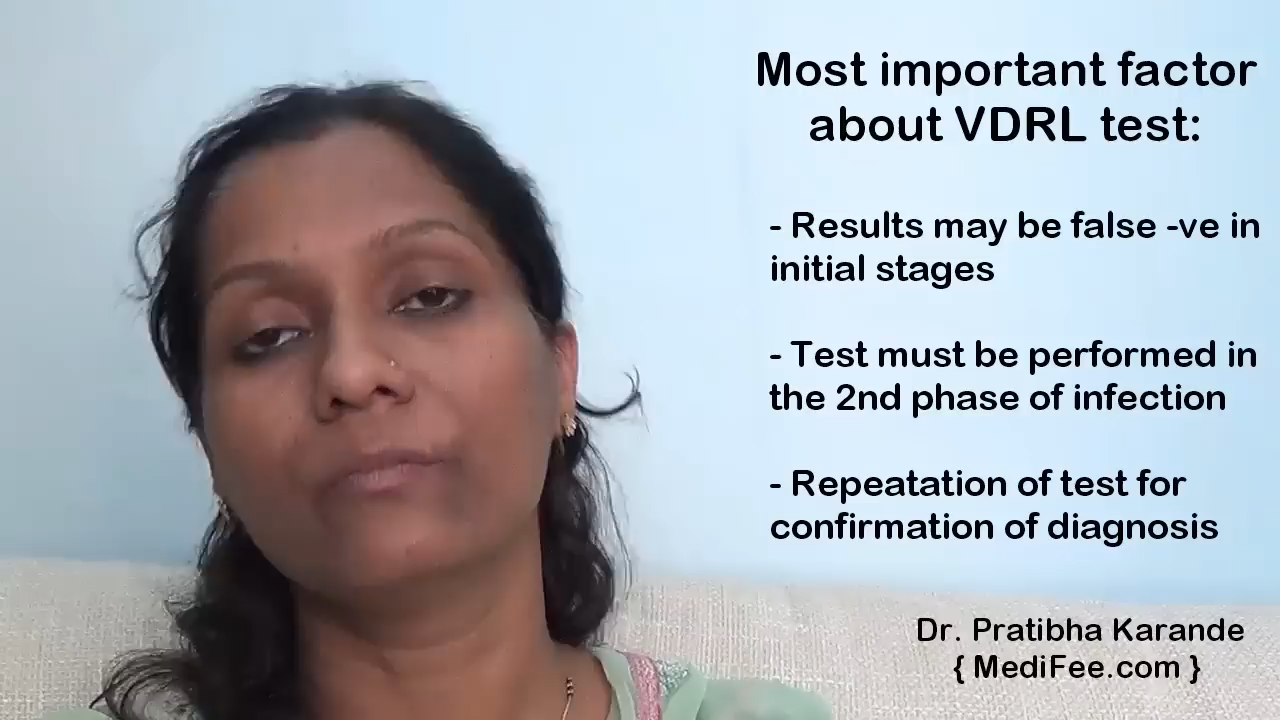 Most important factor
about VDRL test:
- Results may be false -ve in
initial stages
- Test must be performed in
the 2nd phase of infection
- Repeatation of test for
confirmation of diagnosis
Dr. Pratibha Karande
{ MediFee.com }